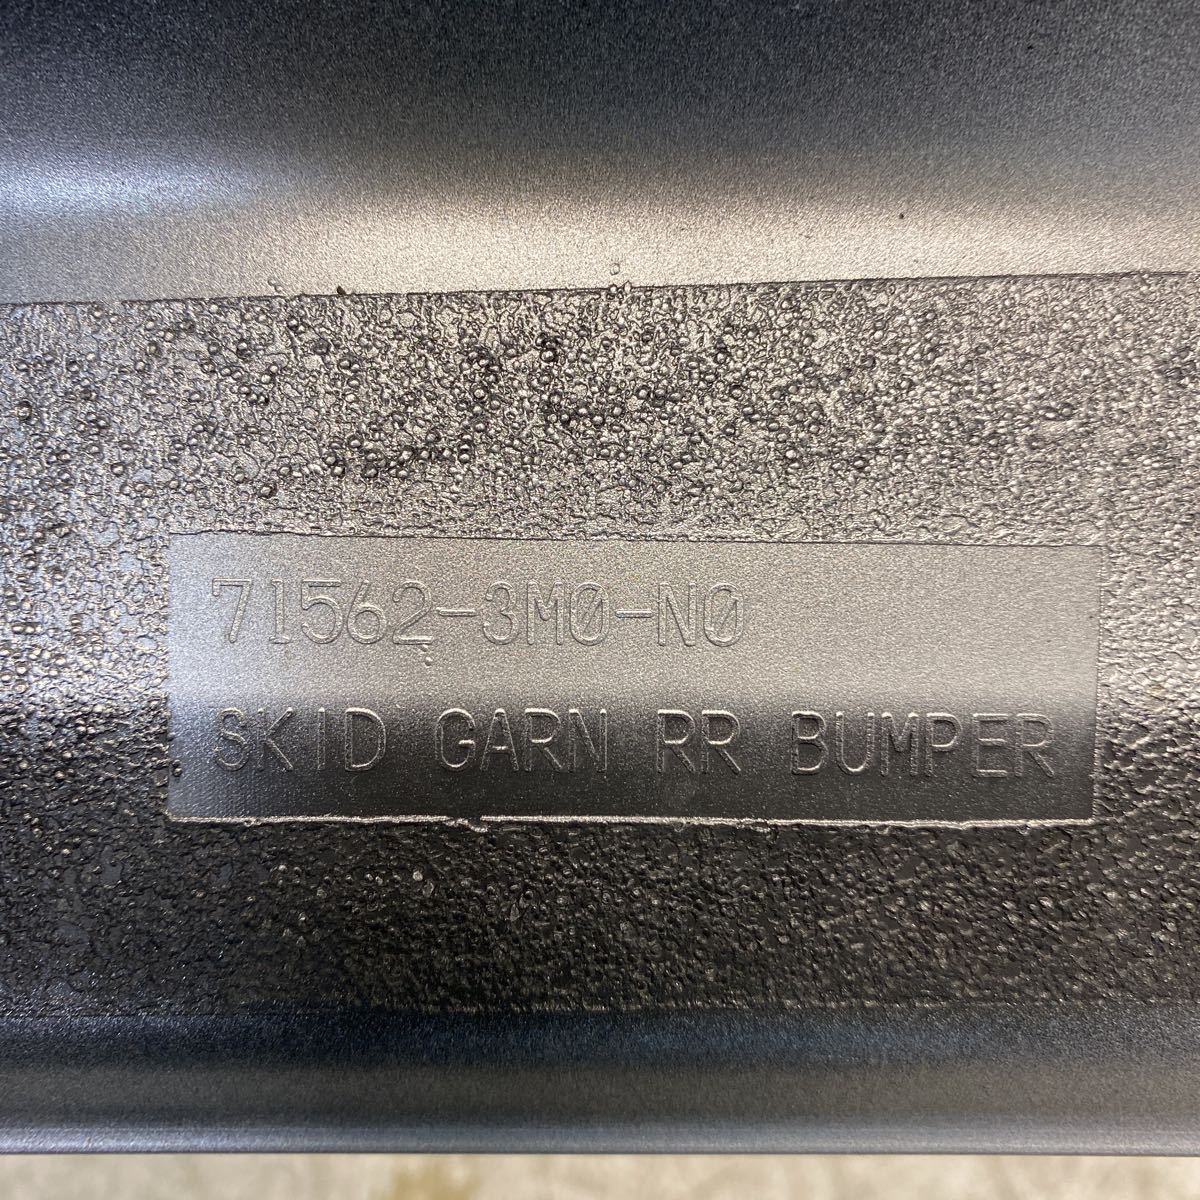 71562-3M0-N0
SKID GARN RR BUMPER